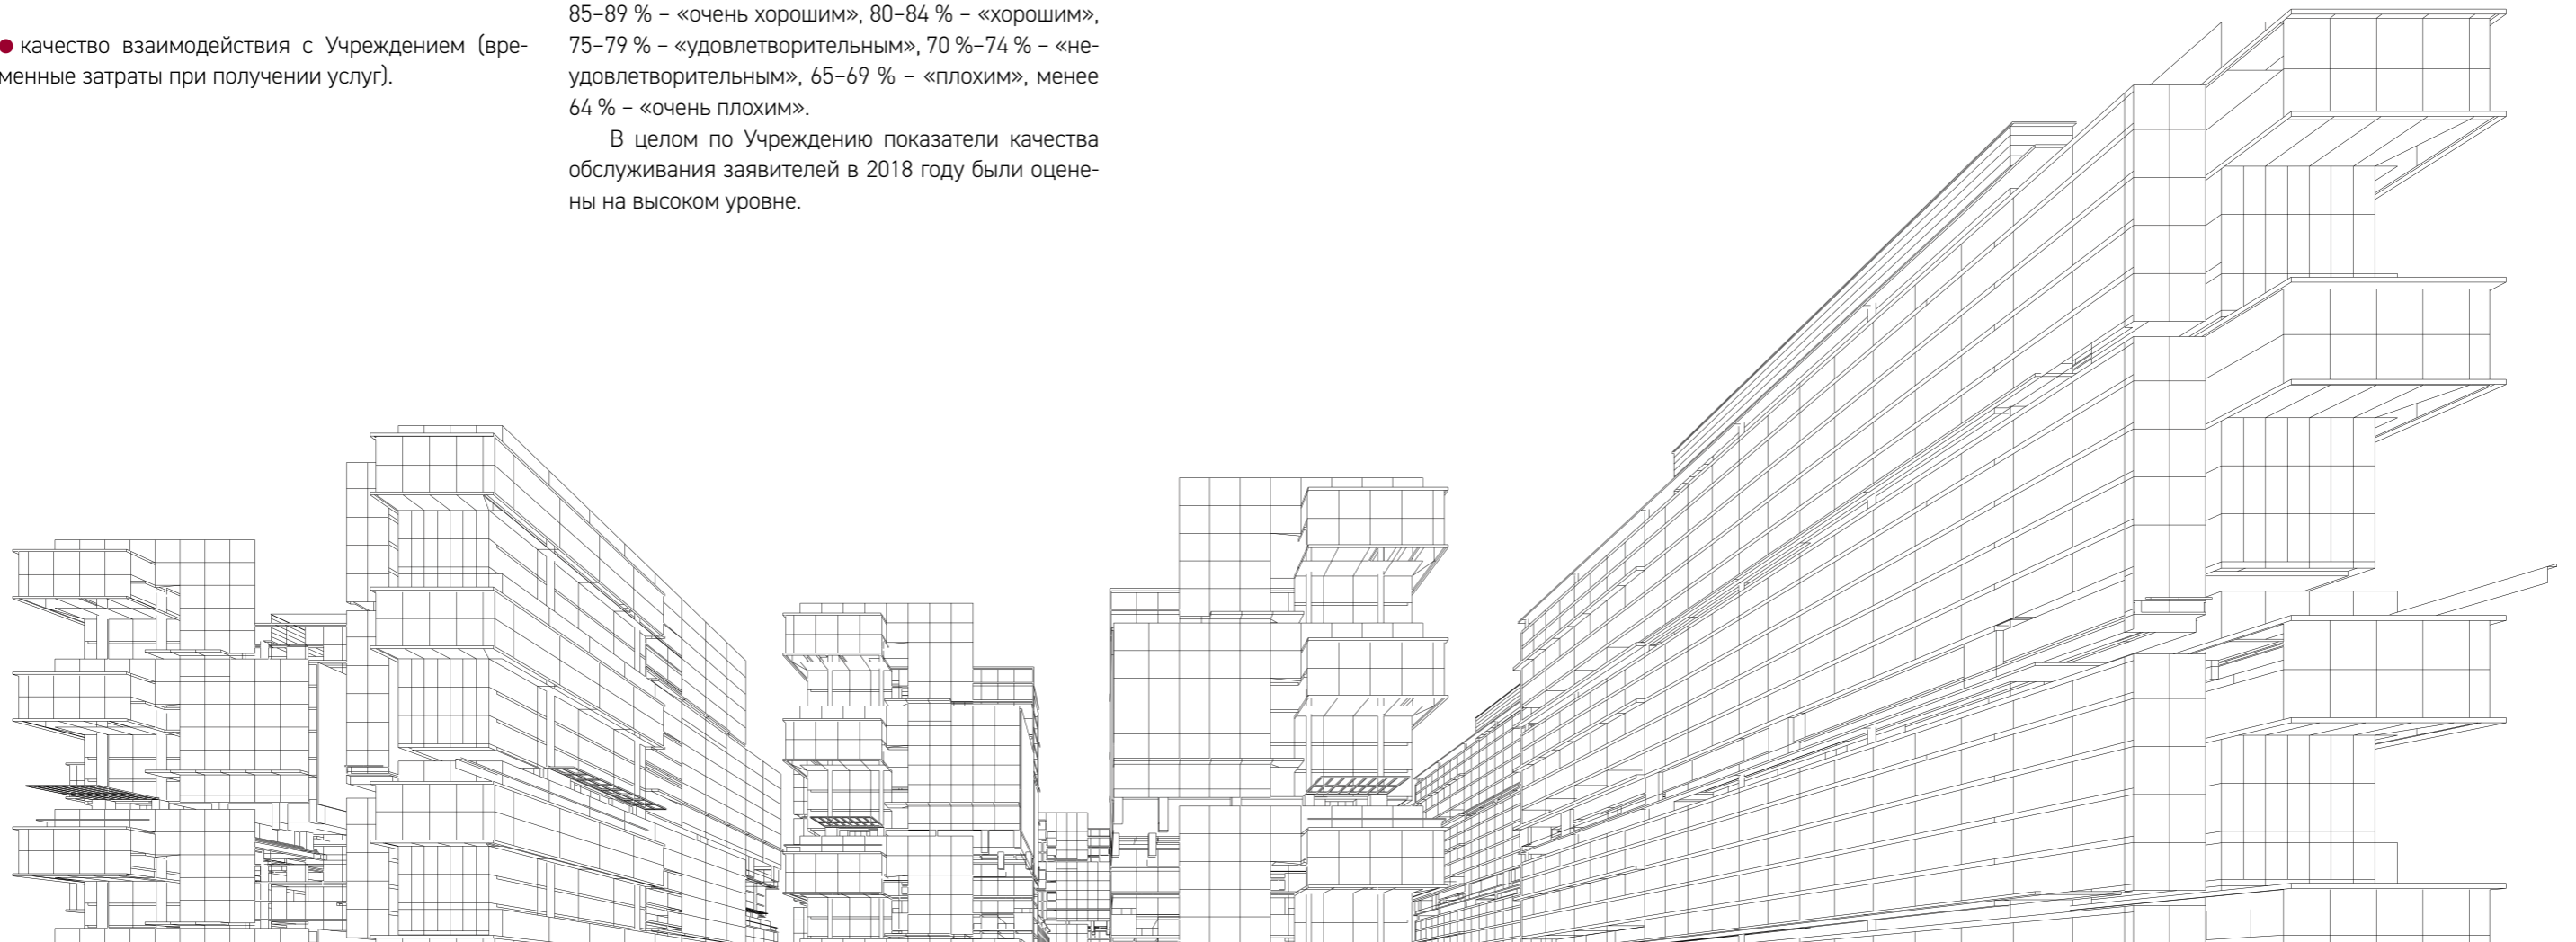 ● качество взаимодействия с Учреждением (вре-
менные затраты при получении услуг).
85–89 % – «очень хорошим», 80–84 % – «хорошим»,
75–79 % – «удовлетворительным», 70 %–74 % – «не-
удовлетворительным», 65–69 % – «плохим», менее
64 % – «очень плохим».
В целом по Учреждению показатели качества
обслуживания заявителей в 2018 году были оцене-
ны на высоком уровне.